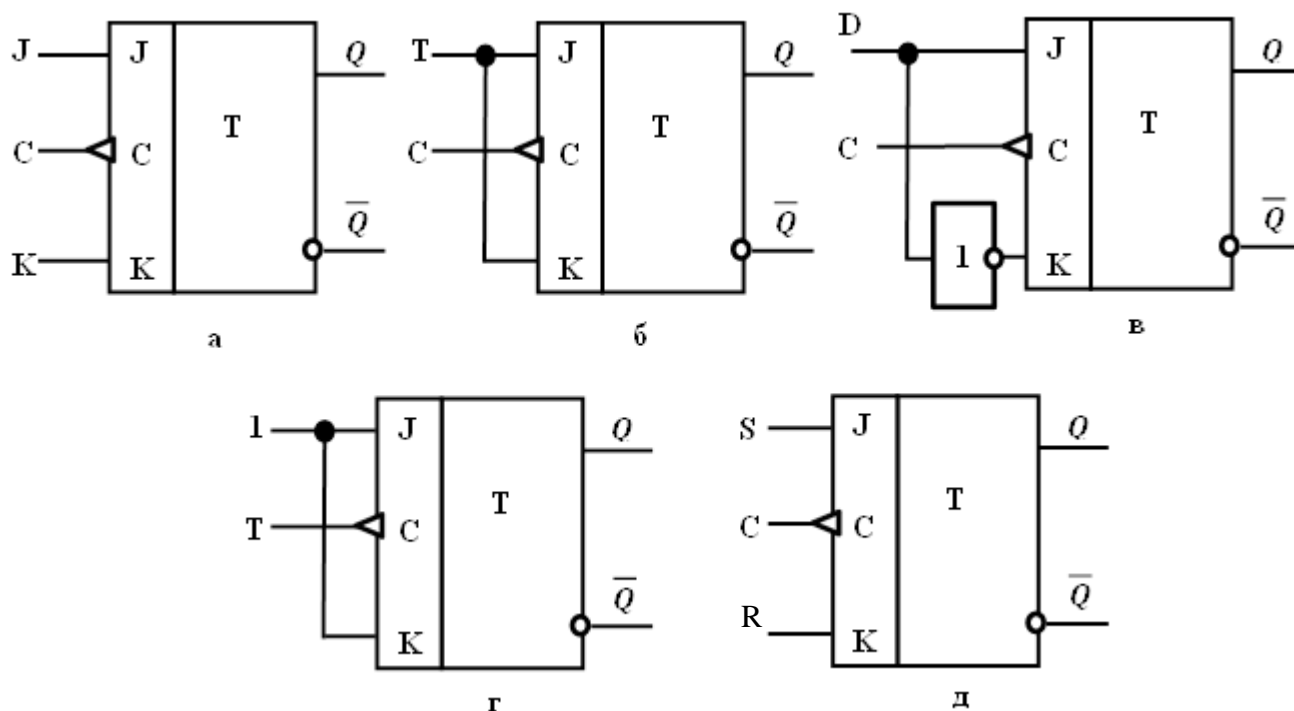 J J T Q
C C
K K Q̅
а
T J T Q
C C
K Q̅
б
D J T Q
C C
1 K Q̅
в
1 J T Q
T C
K Q̅
г
S J T Q
C C
R K Q̅
д